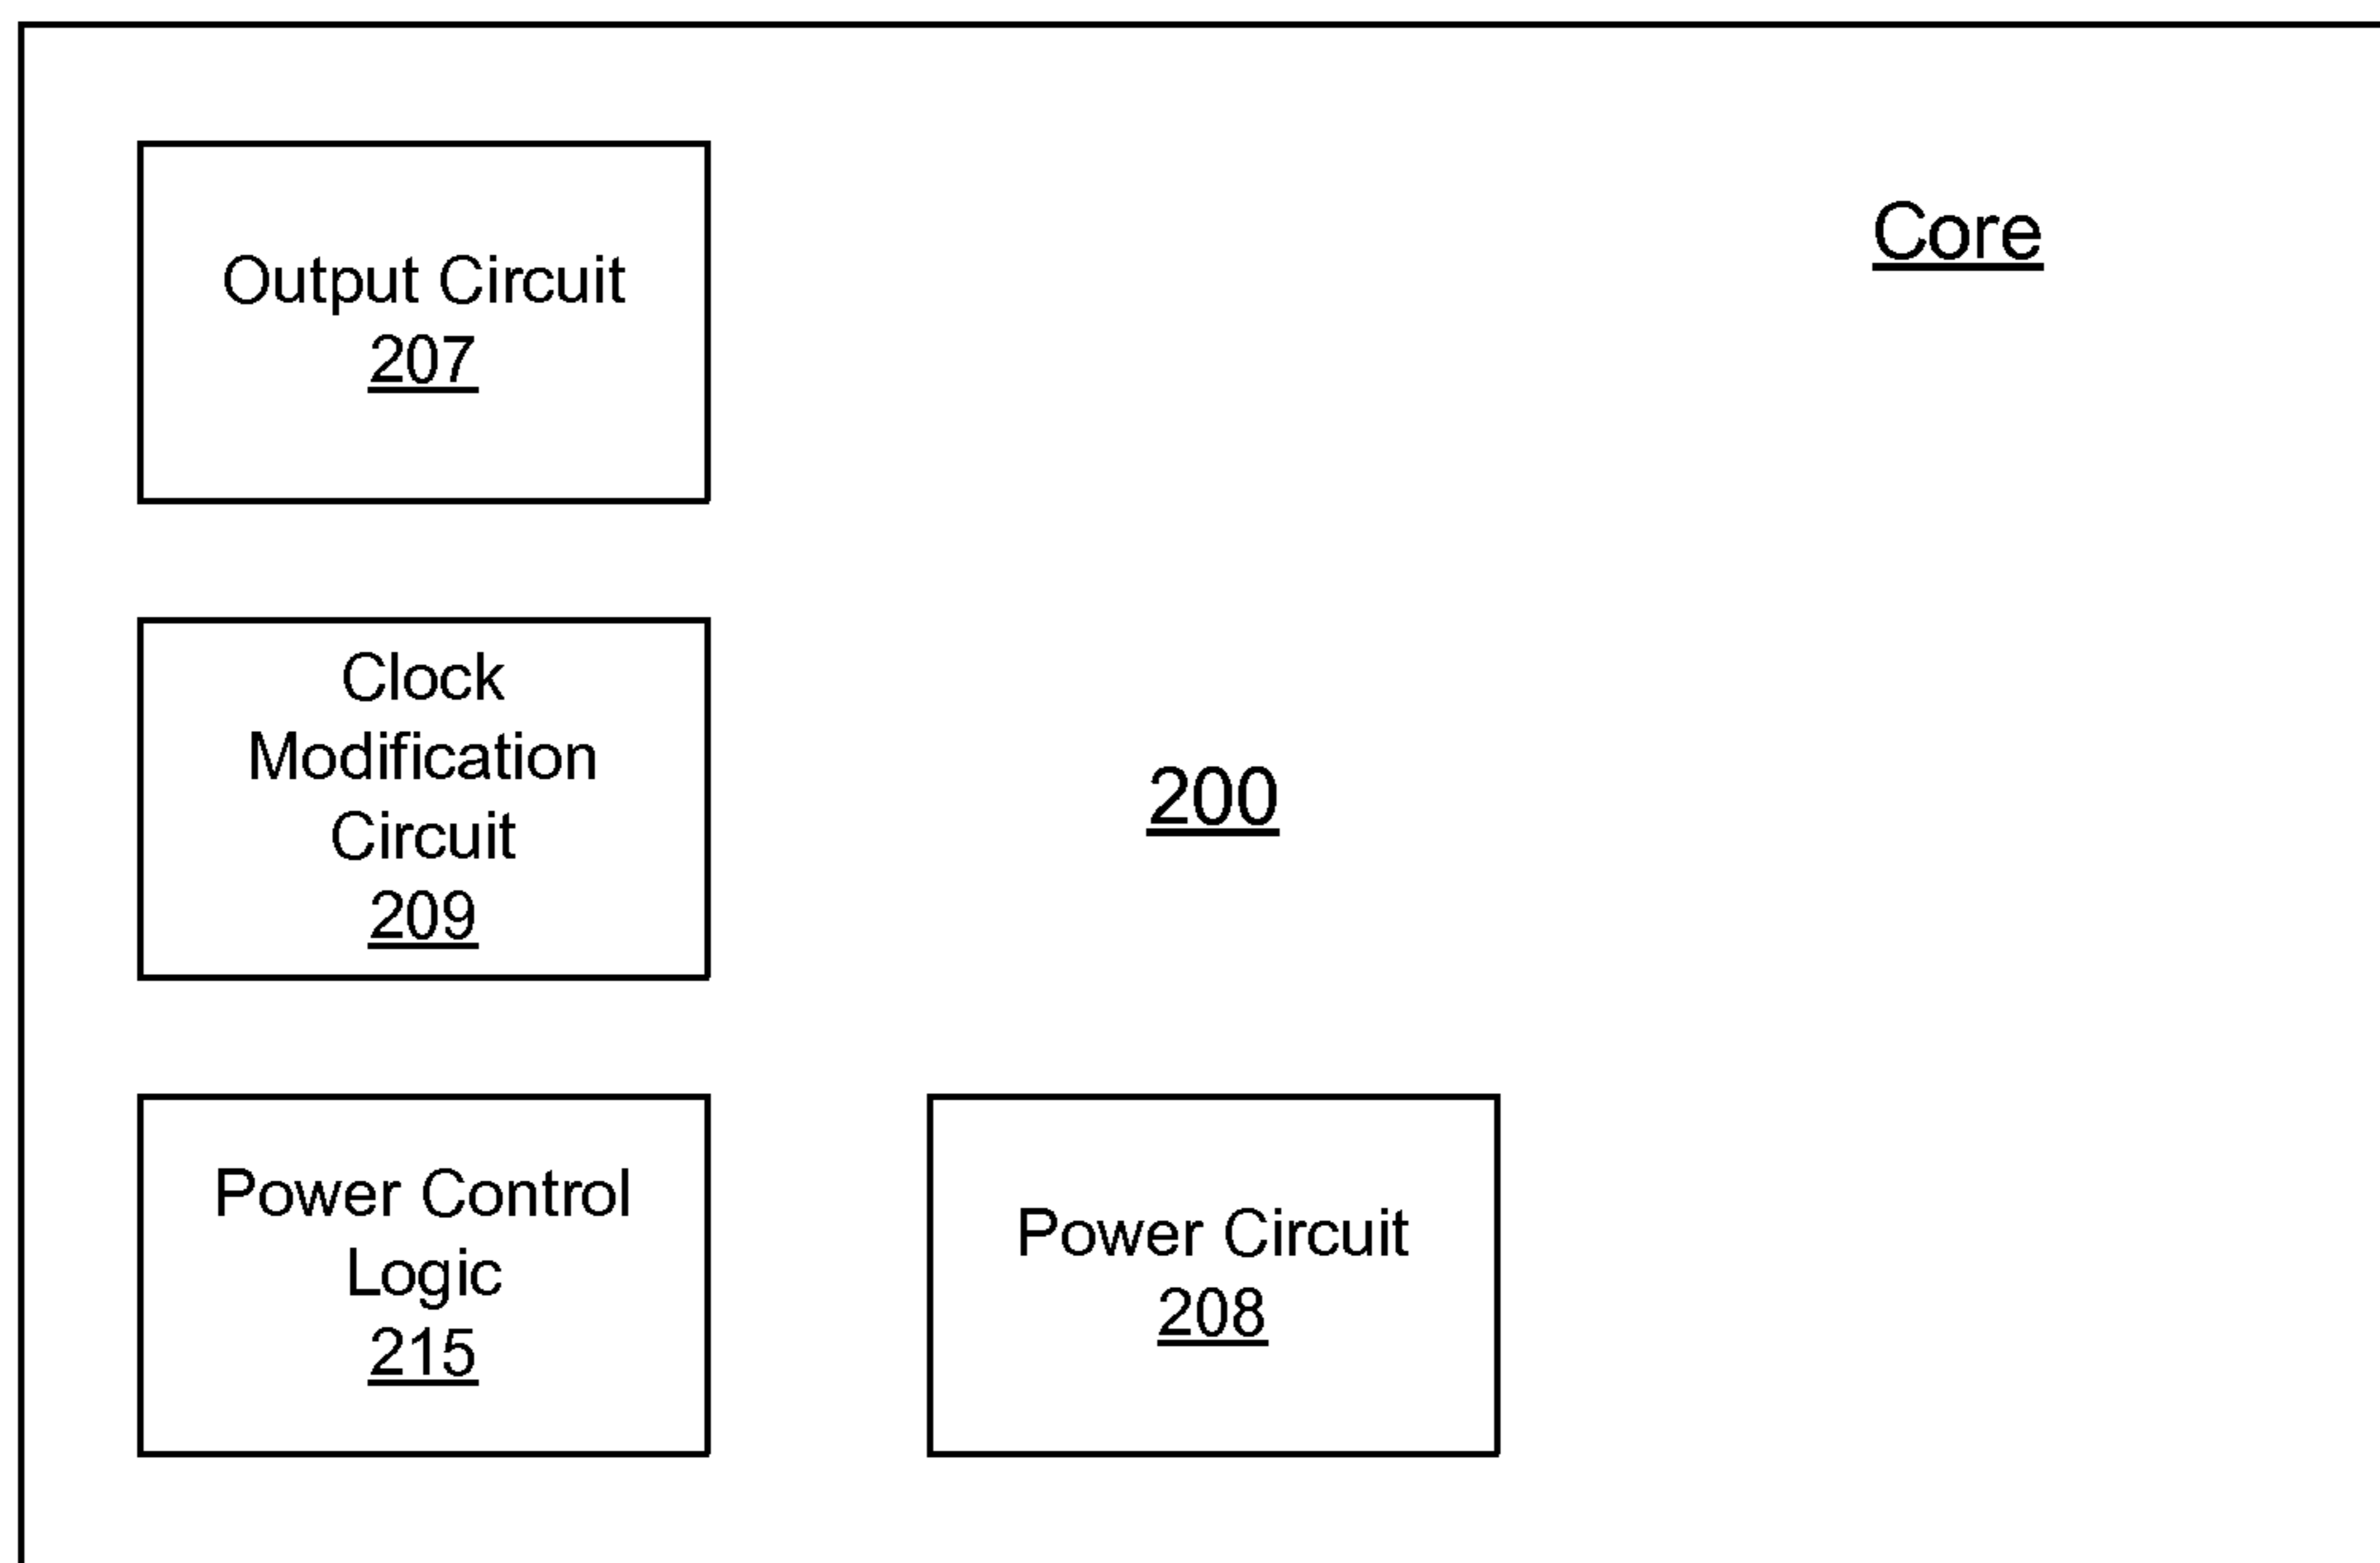 Core
Output Circuit
207
Clock
Modification
Circuit
209
200
Power Control
Logic
215
Power Circuit
208